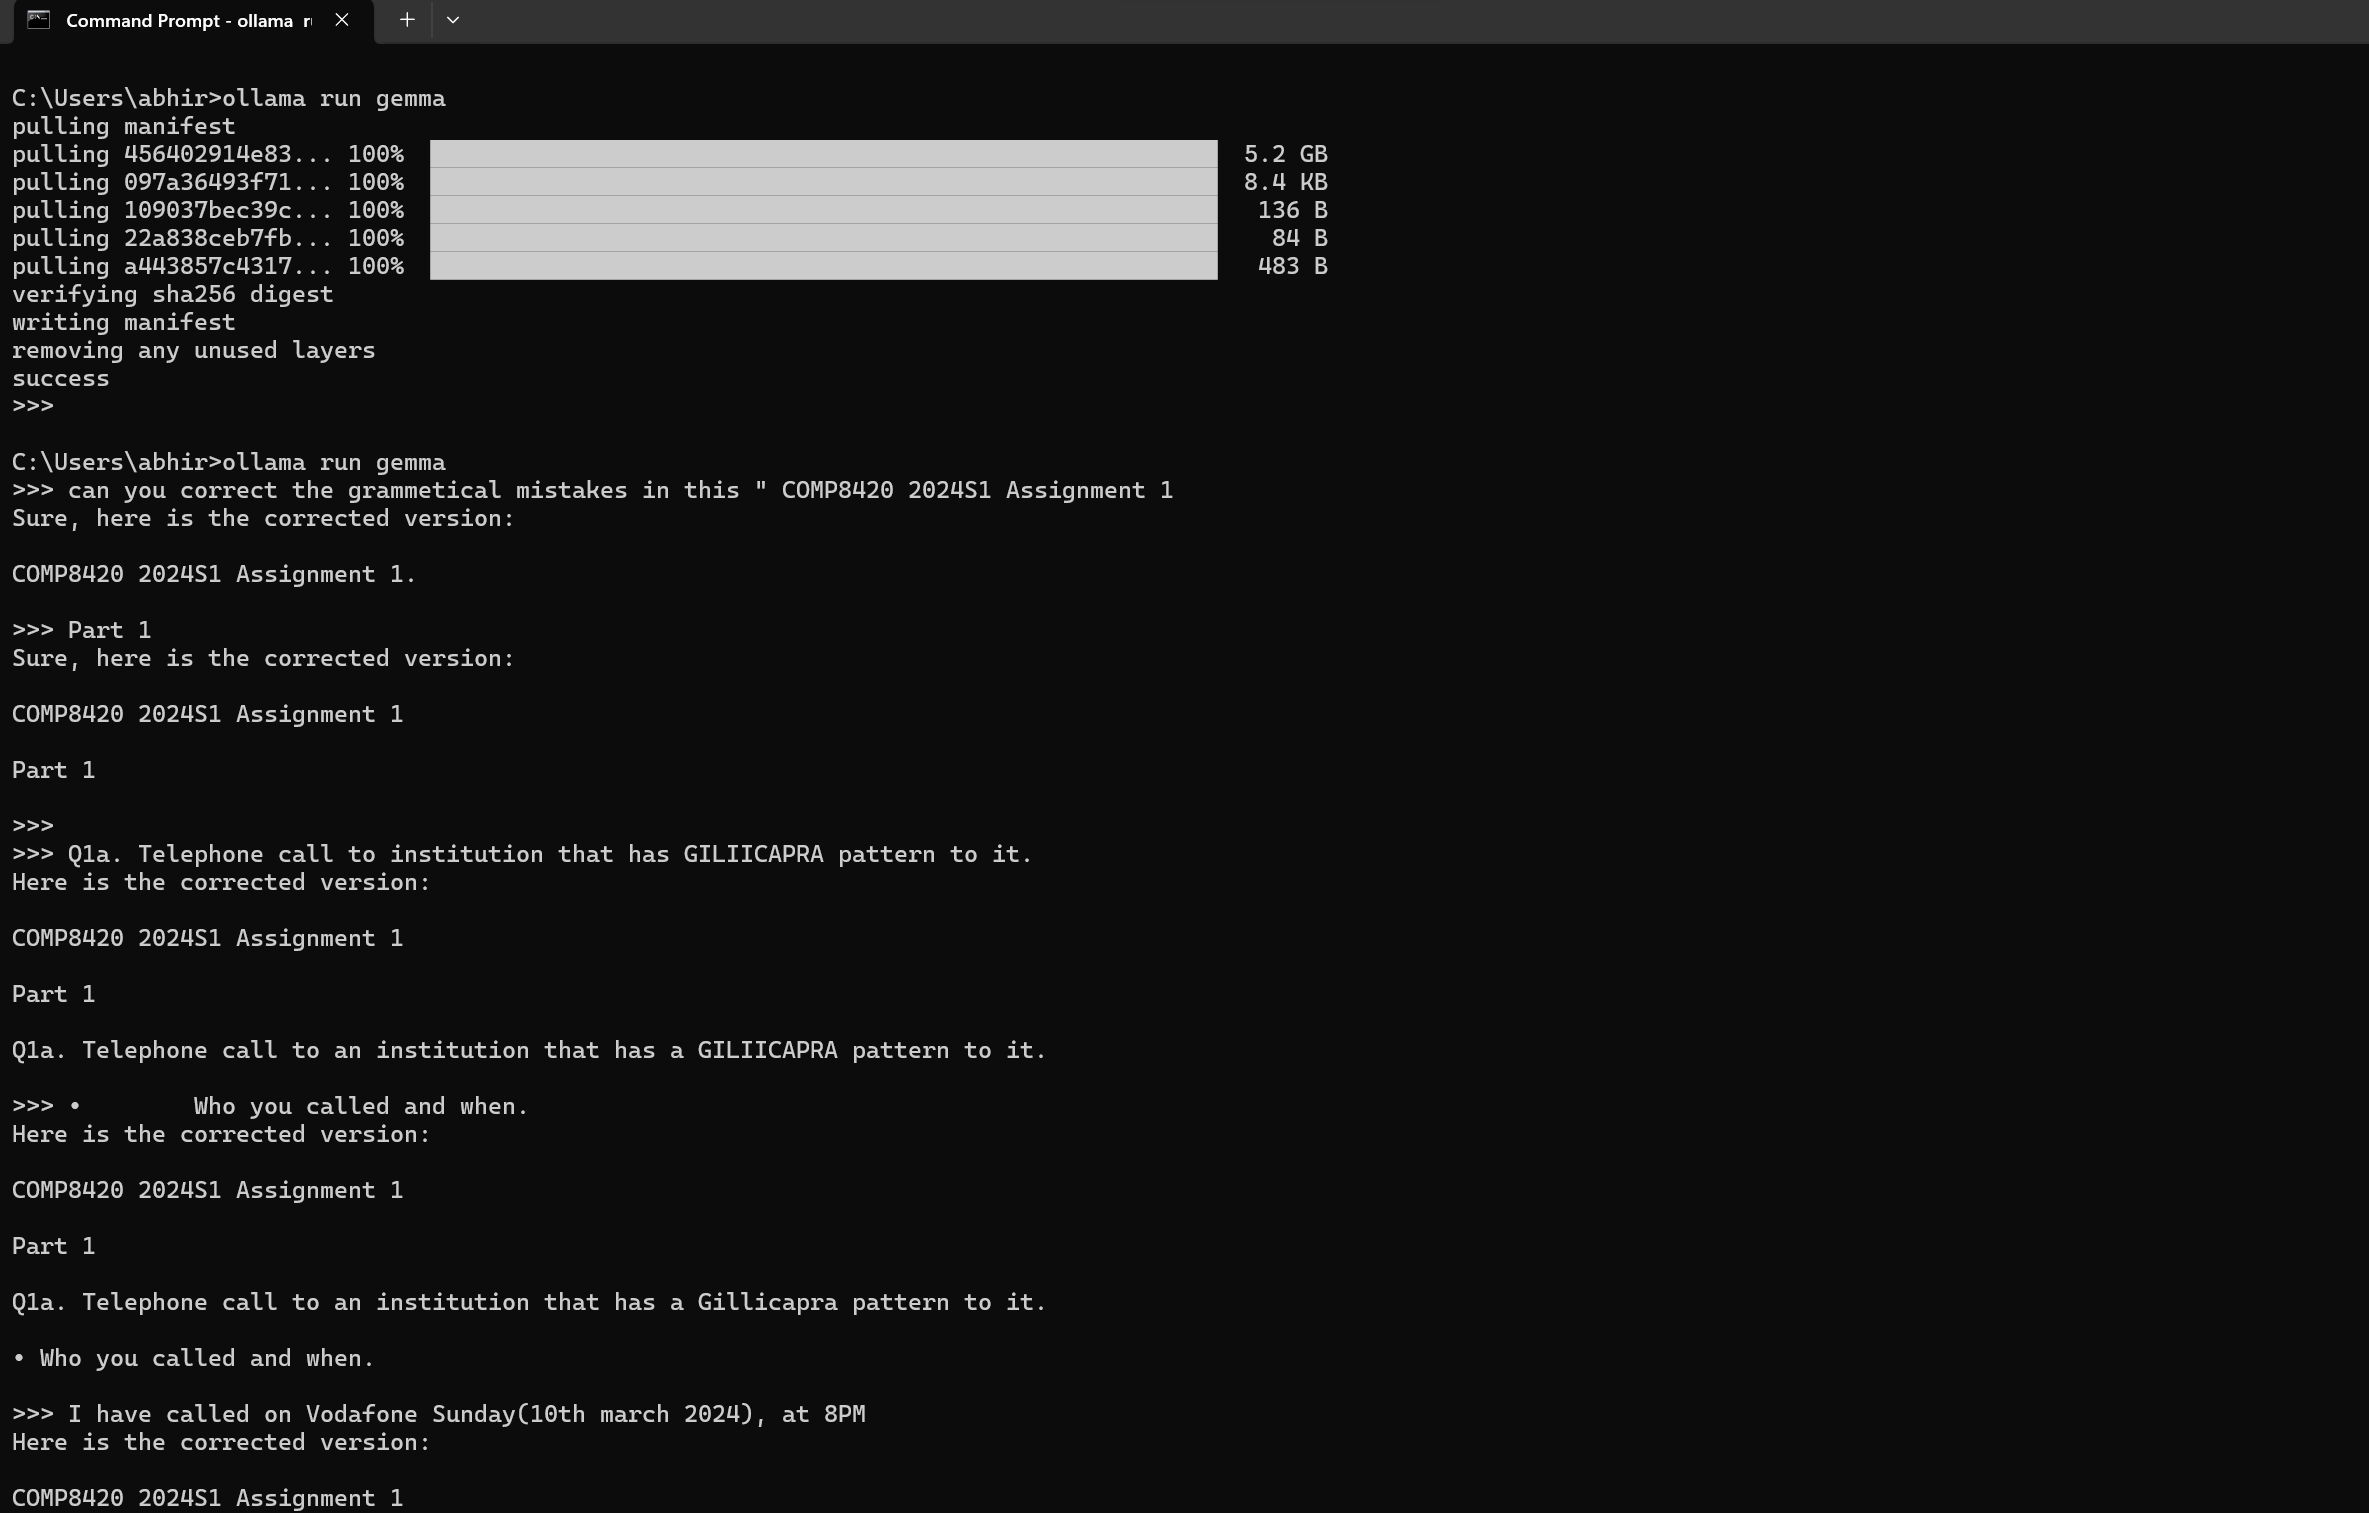 Command Prompt - ollama r
C:\Users\abhir>ollama run gemma
pulling manifest
pulling 456402914e83... 100% 5.2 GB
pulling 097a36493f71... 100% 8.4 KB
pulling 109037bec39c... 100% 136 B
pulling 22a838ceb7fb... 100% 84 B
pulling a443857c4317... 100% 483 B
verifying sha256 digest
writing manifest
removing any unused layers
success
>>>
C:\Users\abhir>ollama run gemma
>>> can you correct the grammetical mistakes in this " COMP8420 2024S1 Assignment 1
Sure, here is the corrected version:
COMP8420 2024S1 Assignment 1.
>>> Part 1
Sure, here is the corrected version:
COMP8420 2024S1 Assignment 1
Part 1
>>>
>>> Q1a. Telephone call to institution that has GILIICAPRA pattern to it.
Here is the corrected version:
COMP8420 2024S1 Assignment 1
Part 1
Q1a. Telephone call to an institution that has a GILIICAPRA pattern to it.
>>> • Who you called and when.
Here is the corrected version:
COMP8420 2024S1 Assignment 1
Part 1
Q1a. Telephone call to an institution that has a Gillicapra pattern to it.
• Who you called and when.
>>> I have called on Vodafone Sunday(10th march 2024), at 8PM
Here is the corrected version:
COMP8420 2024S1 Assignment 1